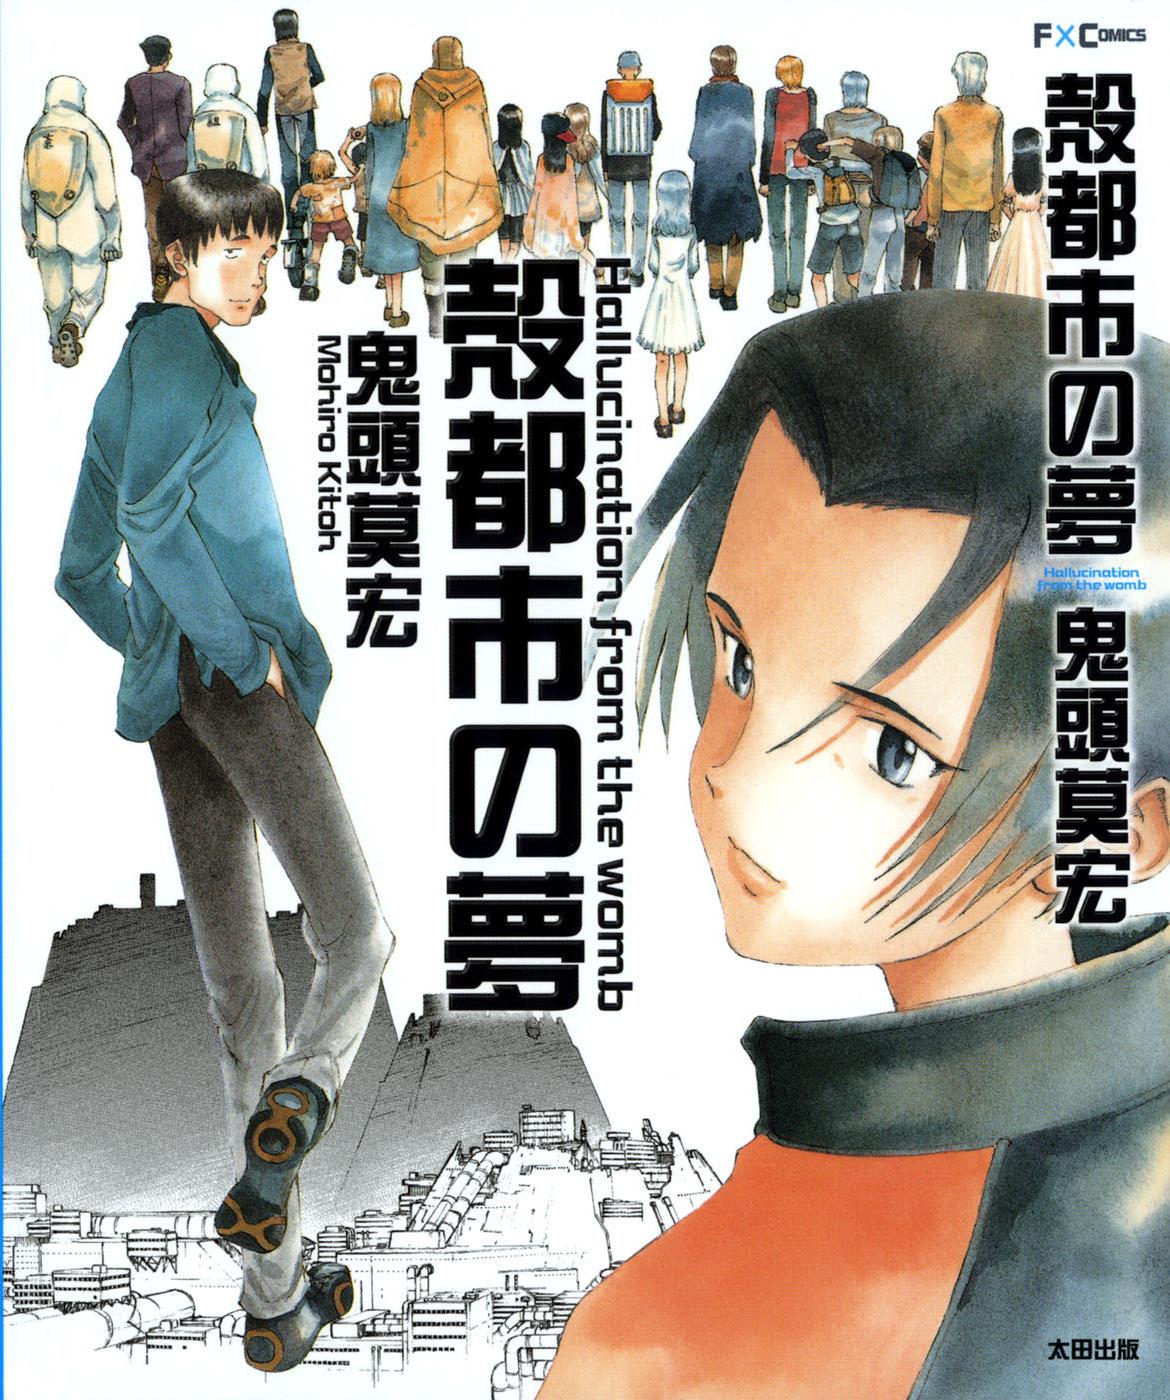 FXCOMICS
殻都市の夢
Hallucination
from the womb
鬼頭莫宏
太田出版
殻都市の夢
Hallucination from the womb
鬼頭莫宏
Mohiro Kitoh